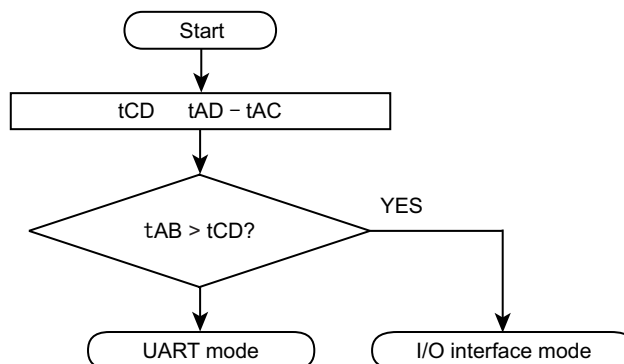 Start
tCD tAD − tAC
tAB > tCD?
YES
UART mode
I/O interface mode